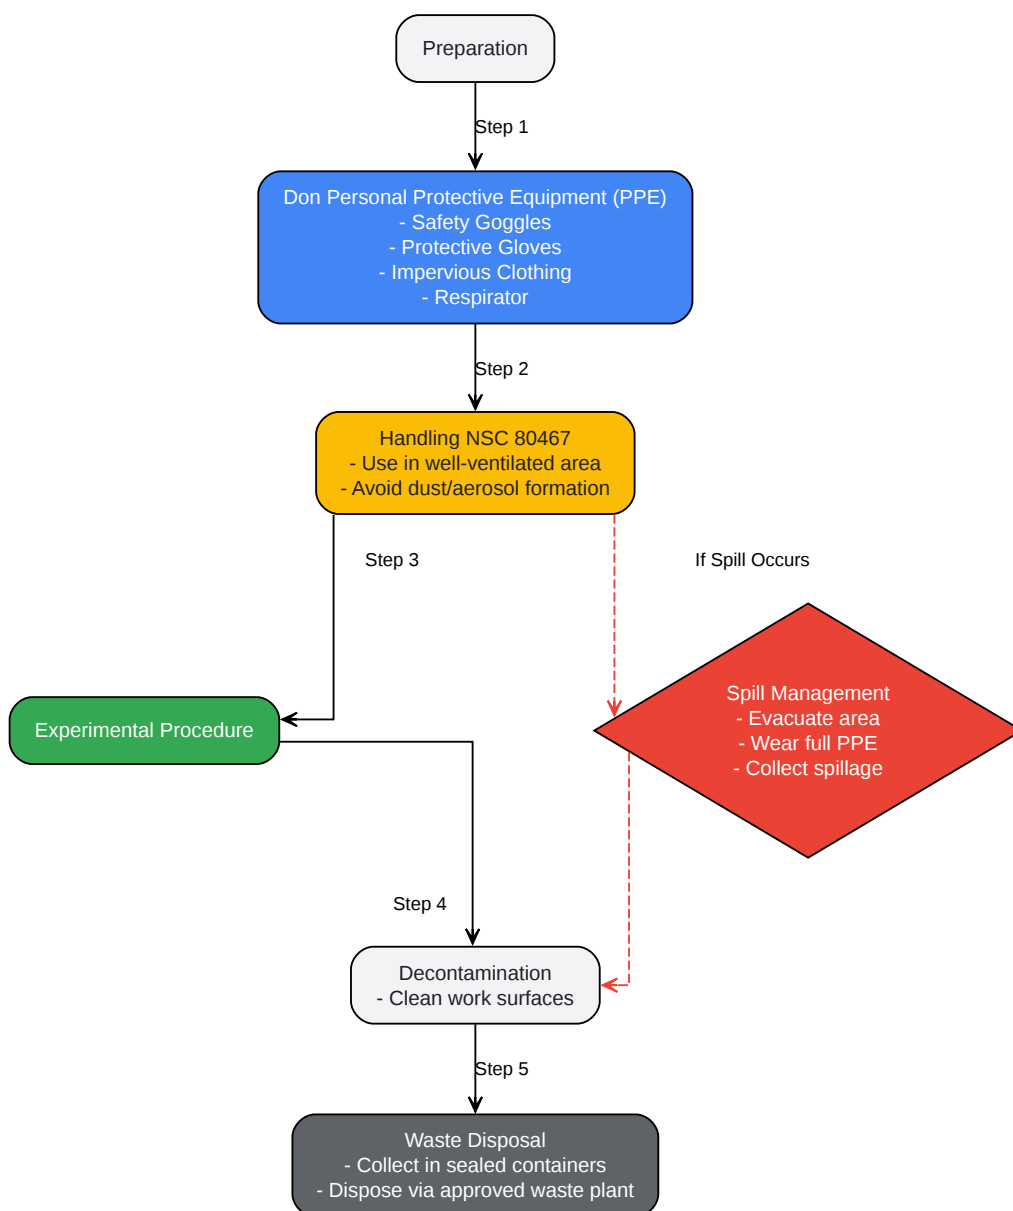 Preparation
Step 1
Don Personal Protective Equipment (PPE)
- Safety Goggles
- Protective Gloves
- Impervious Clothing
- Respirator
Step 2
Handling NSC 80467
- Use in well-ventilated area
- Avoid dust/aerosol formation
Step 3
If Spill Occurs
Spill Management
- Evacuate area
- Wear full PPE
- Collect spillage
Experimental Procedure
Step 4
Decontamination
- Clean work surfaces
Step 5
Waste Disposal
- Collect in sealed containers
- Dispose via approved waste plant